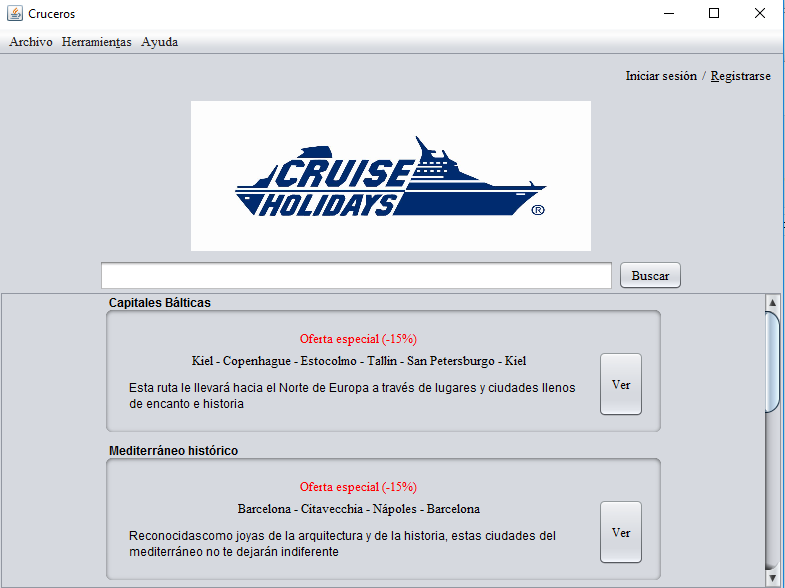 Cruceros
Archivo Herramientas Ayuda
Iniciar sesión / Registrarse
CRUISE
HOLIDAYS ®
Buscar
Capitales Bálticas
Oferta especial (-15%)
Kiel - Copenhague - Estocolmo - Tallin - San Petersburgo - Kiel
Esta ruta le llevará hacia el Norte de Europa a través de lugares y ciudades llenos
de encanto e historia
Ver
Mediterráneo histórico
Oferta especial (-15%)
Barcelona - Citavecchia - Nápoles - Barcelona
Reconocidascomo joyas de la arquitectura y de la historia, estas ciudades del
mediterráneo no te dejarán indiferente
Ver